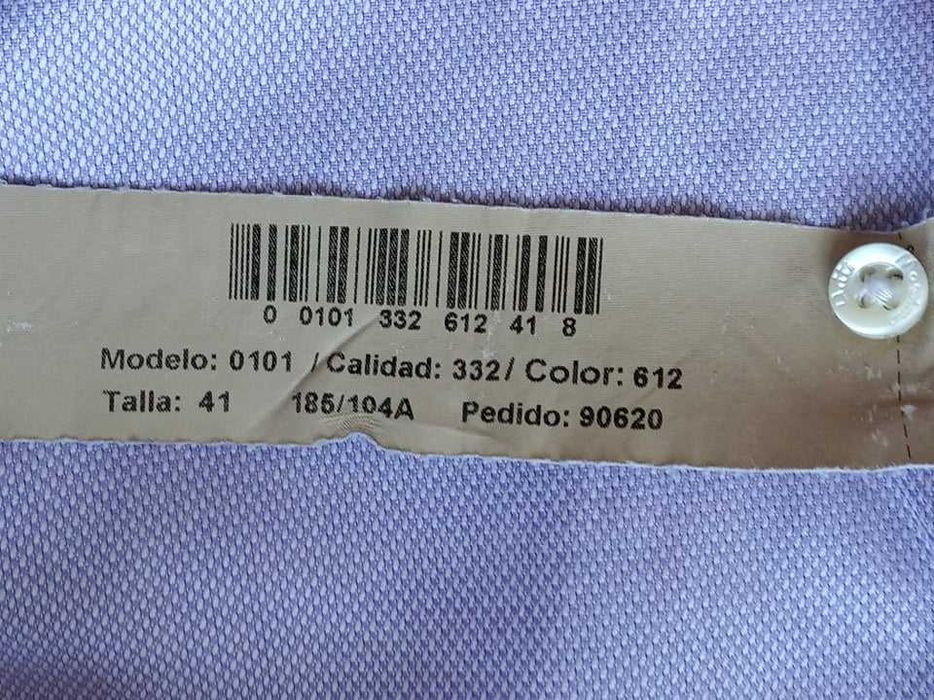 0 0101 332 612 41 8
Modelo: 0101 / Calidad: 332/ Color: 612
Talla: 41 185/104A Pedido: 90620